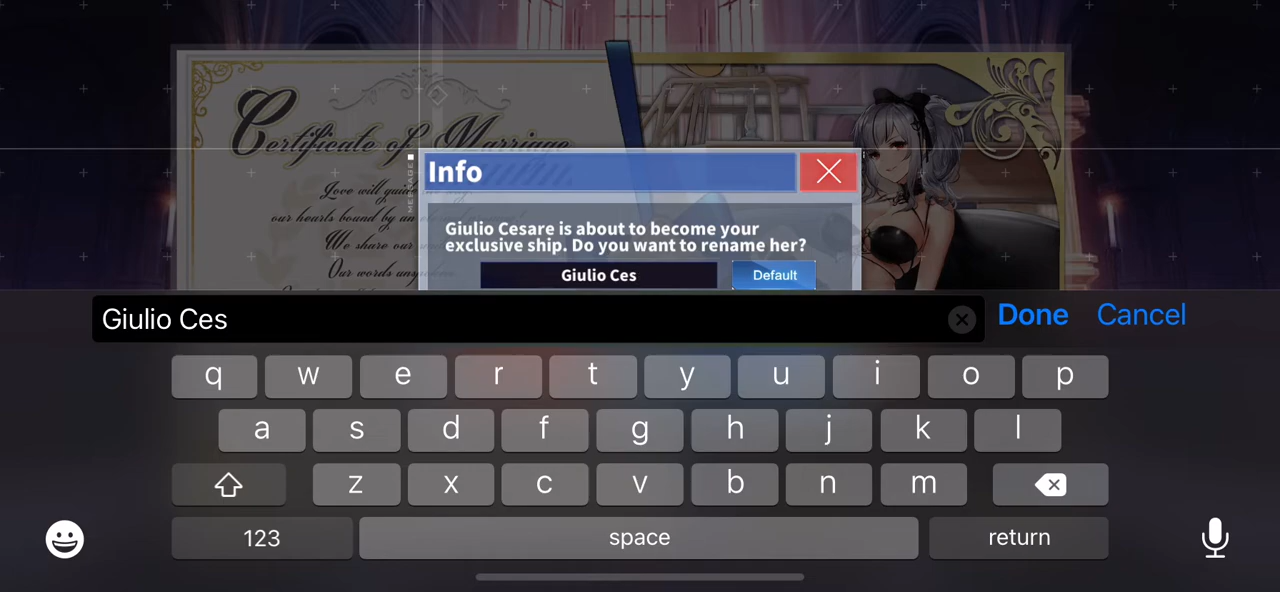 Certificate of Marriage
Info
MESSAGE
Love will guide
our hearts bound by an
We share our
Our words unspoken
Giulio Cesare is about to become your
exclusive ship. Do you want to rename her?
Giulio Ces
Default
Giulio Ces
Done
Cancel
q w e r t y u i o p
a s d f g h j k l
z x c v b n m
123
space
return